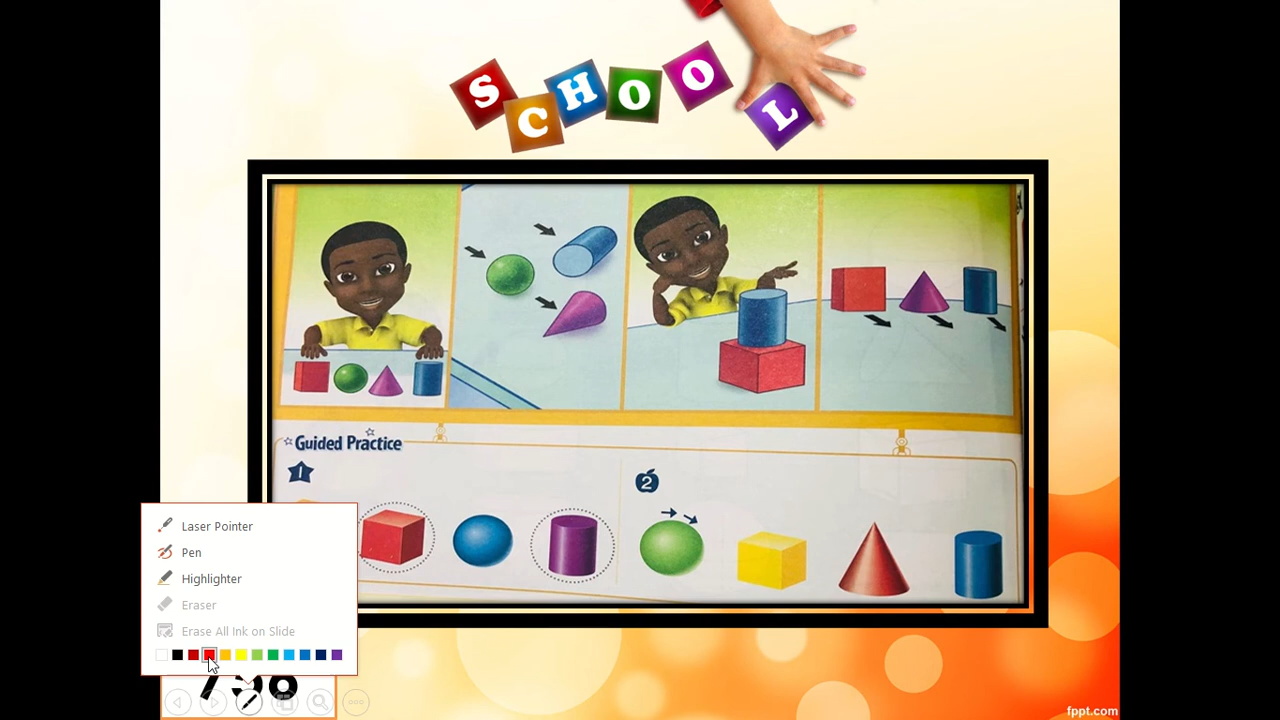 SCHOOL
Guided Practice
1
2
Laser Pointer
Pen
Highlighter
Eraser
Erase All Ink on Slide
fppt.com